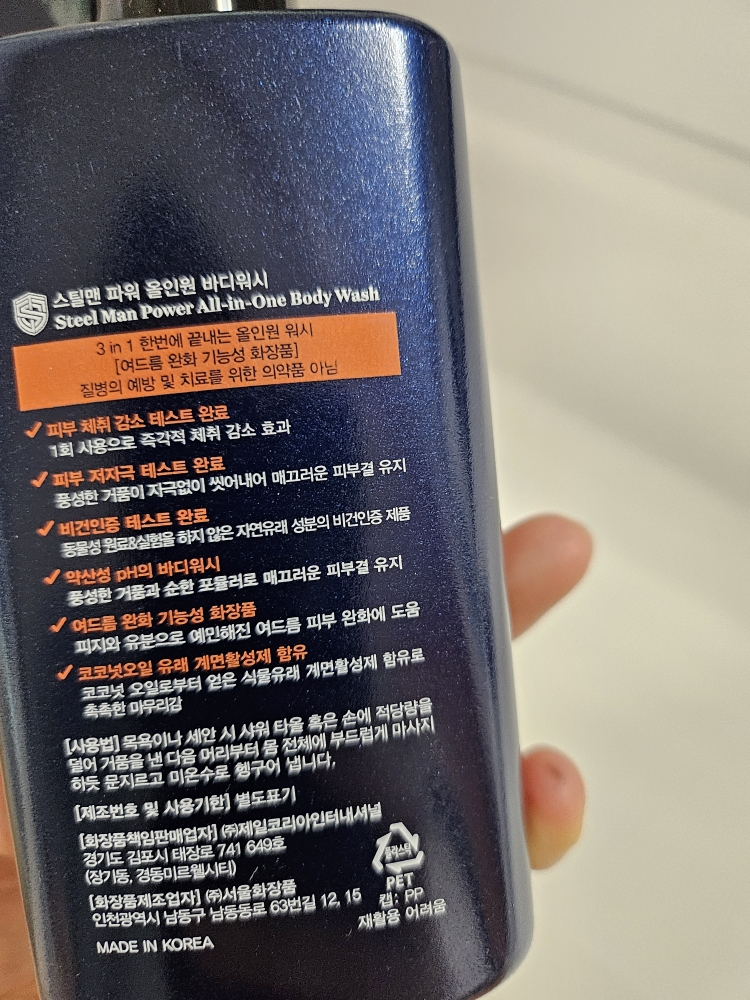 스틸맨 파워 올인원 바디워시
Steel Man Power All-in-One Body Wash
3 in 1 한번에 끝내는 올인원 워시
[여드름 완화 기능성 화장품]
질병의 예방 및 치료를 위한 의약품 아님
✓ 피부 체취 감소 테스트 완료
1회 사용으로 즉각적 체취 감소 효과
✓ 피부 저자극 테스트 완료
풍성한 거품이 자극없이 씻어내어 매끄러운 피부결 유지
✓ 비건인증 테스트 완료
동물성 원료&실험을 하지 않은 자연유래 성분의 비건인증 제품
✓ 약산성 pH의 바디워시
풍성한 거품과 순한 포뮬러로 매끄러운 피부결 유지
✓ 여드름 완화 기능성 화장품
피지와 유분으로 예민해진 여드름 피부 완화에 도움
✓ 코코넛오일 유래 계면활성제 함유
코코넛 오일로부터 얻은 식물유래 계면활성제 함유로
촉촉한 마무리감
[사용법] 목욕이나 세안 시 샤워 타올 혹은 손에 적당량을
덜어 거품을 낸 다음 머리부터 몸 전체에 부드럽게 마사지
하듯 문지르고 미온수로 헹구어 냅니다.
[제조번호 및 사용기한] 별도표기
[화장품책임판매업자] ㈜제일코리아인터내셔널
경기도 김포시 태장로 741 649호
(장기동, 경동미르웰시티)
[화장품제조업자] ㈜서울화장품
인천광역시 남동구 남동동로 63번길 12, 15
MADE IN KOREA
플라스틱
PET
캡: PP
재활용 어려움